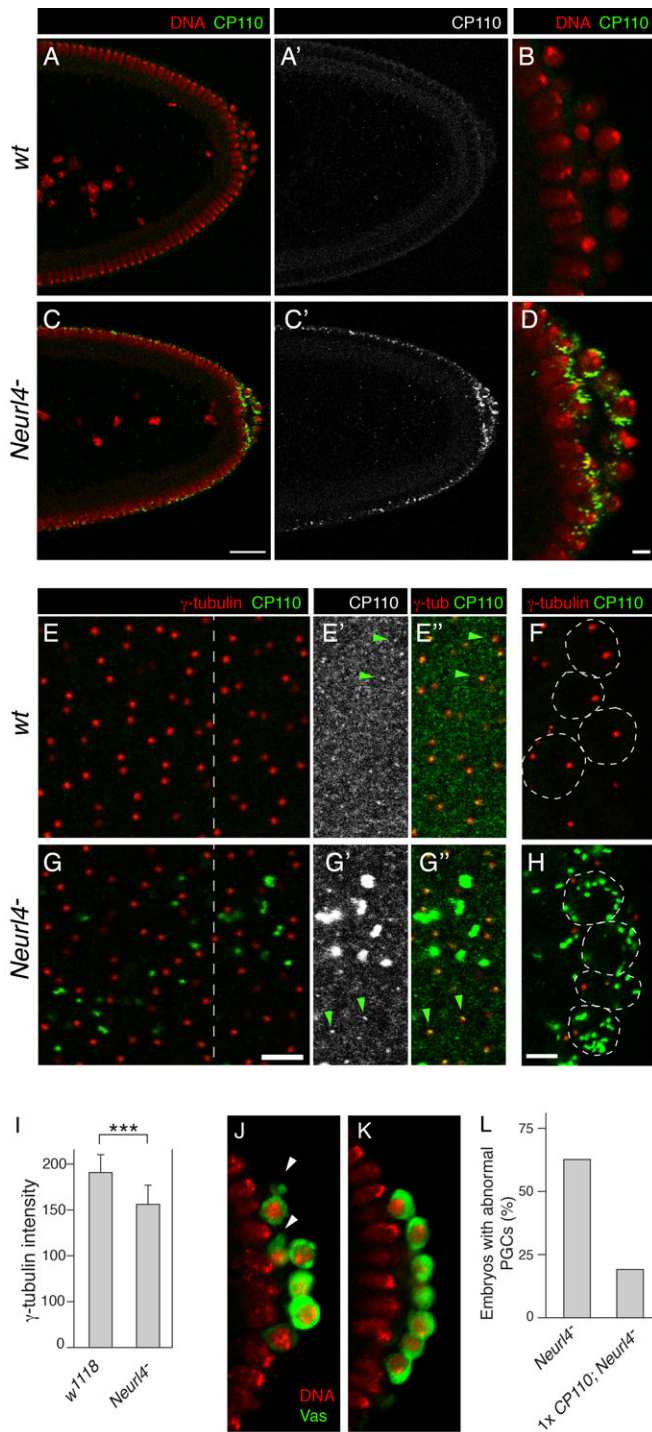 DNA CP110
CP110
DNA CP110
wt
A
A'
B
Neurl4-
C
C'
D
γ-tubulin CP110
CP110
γ-tub CP110
γ-tubulin CP110
wt
E
E'
E"
F
Neurl4-
G
G'
G"
H
I
***
γ-tubulin intensity
200
150
100
100
0
w1118
Neurl4-
J
DNA
Vas
K
L
Embryos with abnormal
PGCs (%)
75
50
25
0
Neurl4-
1x CP110; Neurl4-